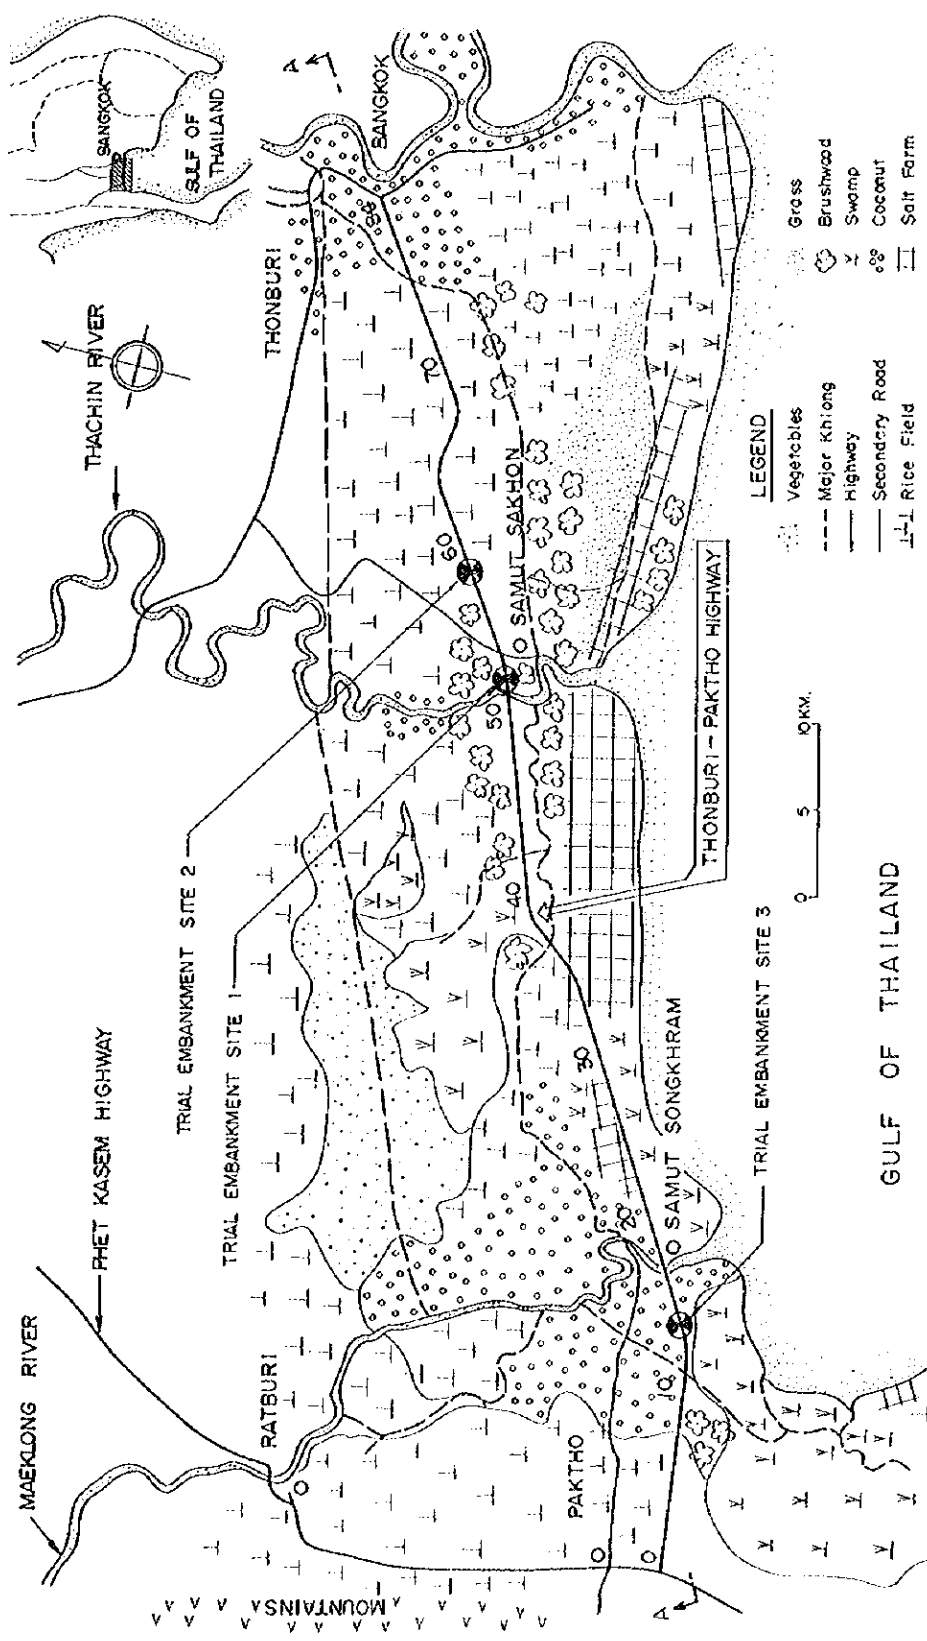 MAEKLONG RIVER
PHET KASEM HIGHWAY
THACHIN RIVER
BANGKOK
GULF OF
THAILAND
TRIAL EMBANKMENT SITE 2
TRIAL EMBANKMENT SITE 1
RATBURI
THONBURI
BANGKOK
A
MOUNTAINS
PAKTHO
10
20
30
40
50
60
70
SAMUT SAKHON
SAMUT SONGKHRAM
A
THONBURI - PAKTHO HIGHWAY
TRIAL EMBANKMENT SITE 3
0 5 10 KM.
GULF OF THAILAND
LEGEND
Vegetables
Major Khlong
Highway
Secondary Road
Rice Field
Grass
Brushwood
Swamp
Coconut
Salt Farm